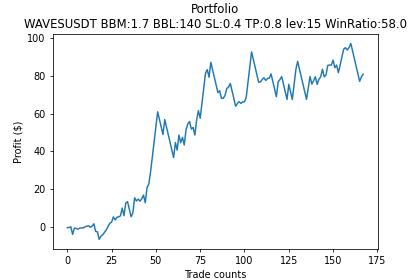 Portfolio
WAVESUSDT BBM:1.7 BBL:140 SL:0.4 TP:0.8 lev:15 WinRatio:58.0
100
80
60
40
20
0
Profit ($)
0 25 50 75 100 125 150 175
Trade counts